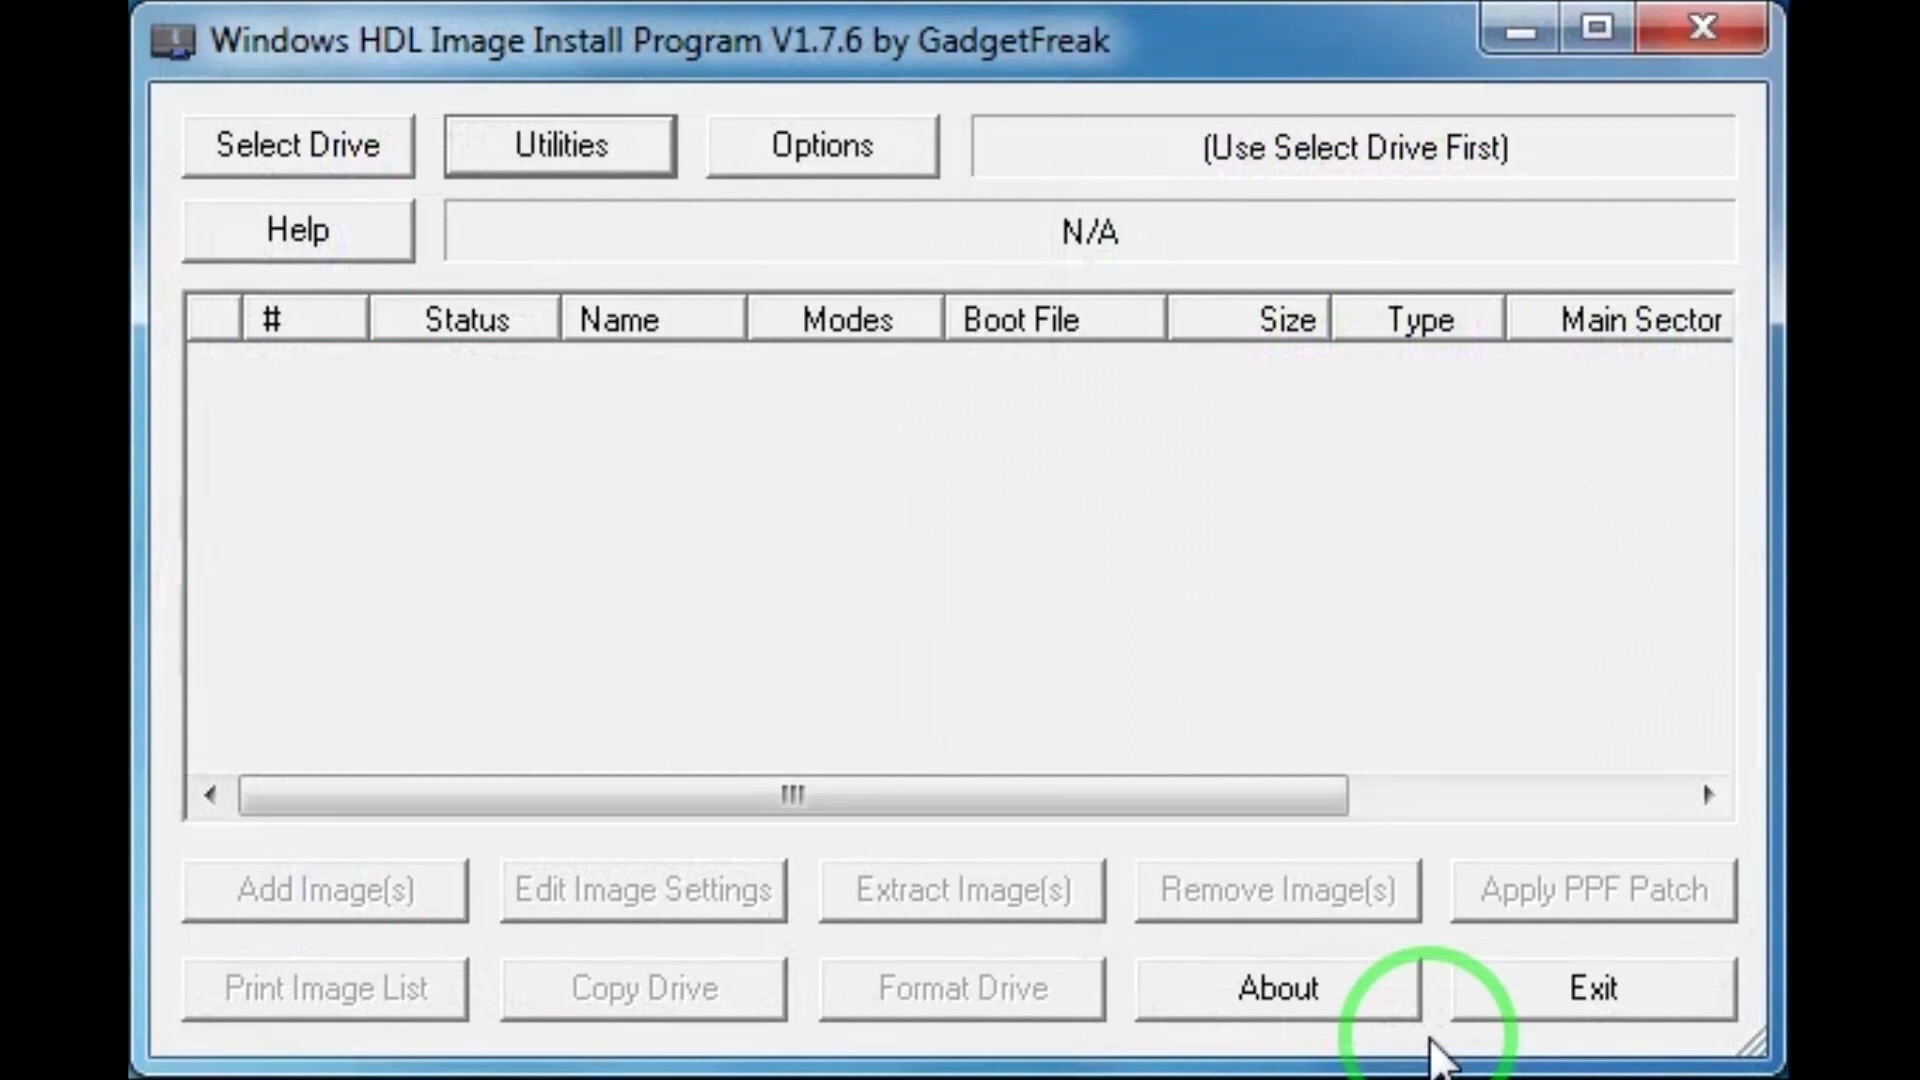 Windows HDL Image Install Program V1.7.6 by GadgetFreak
Select Drive Utilities Options (Use Select Drive First)
Help N/A
# Status Name Modes Boot File Size Type Main Sector
Add Image(s) Edit Image Settings Extract Image(s) Remove Image(s) Apply PPF Patch
Print Image List Copy Drive Format Drive About Exit